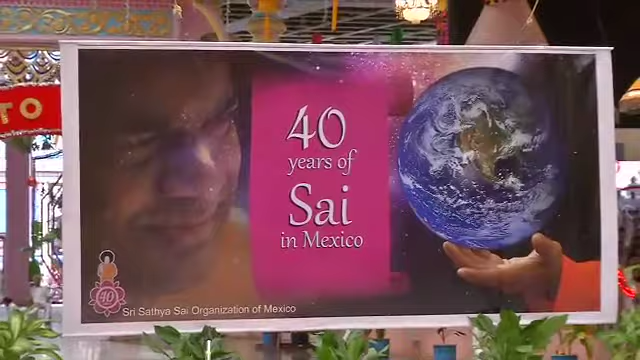 TO
40
years of
Sai
in Mexico
40
Sri Sathya Sai Organization of Mexico